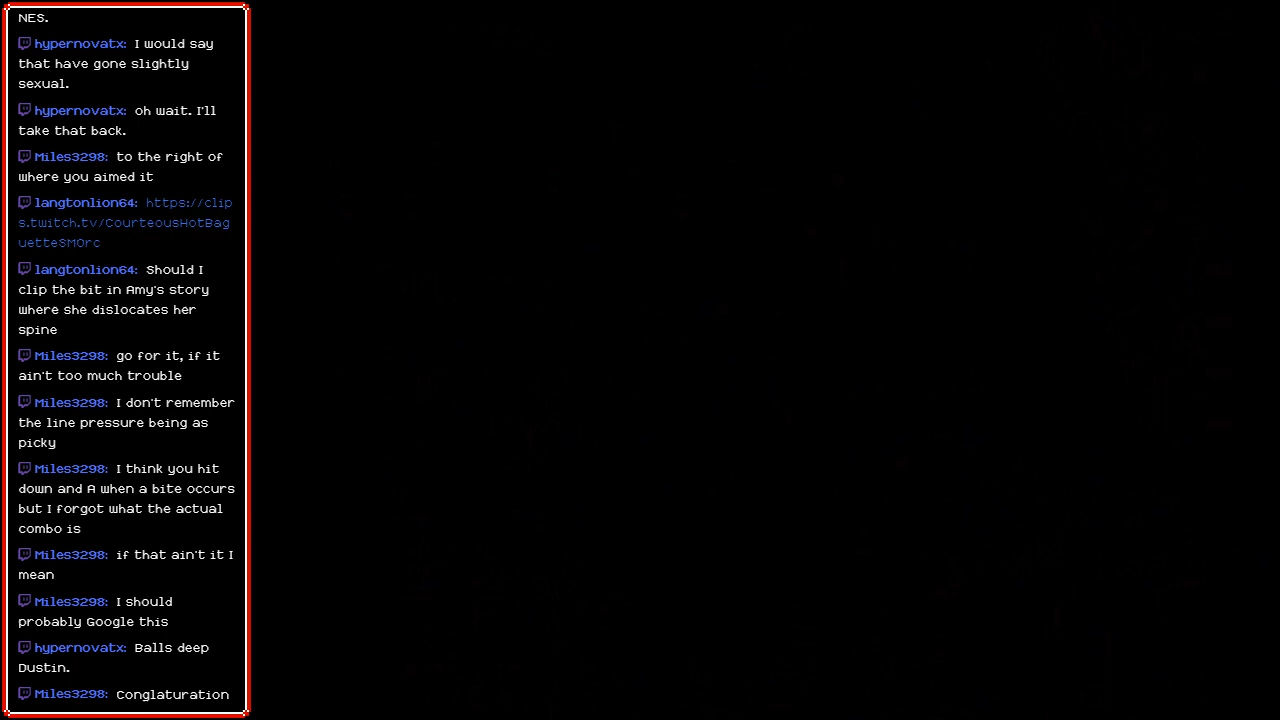 NES.
hypernovatx: I would say
that have gone slightly
sexual.
hypernovatx: oh wait. I'll
take that back.
Miles3298: to the right of
where you aimed it
langtonlion64: https://clip
s.twitch.tv/CourteousHotBag
uetteSMOrc
langtonlion64: Should I
clip the bit in Amy's story
where she dislocates her
spine
Miles3298: go for it, if it
ain't too much trouble
Miles3298: I don't remember
the line pressure being as
picky
Miles3298: I think you hit
down and A when a bite occurs
but I forgot what the actual
combo is
Miles3298: if that ain't it I
mean
Miles3298: I should
probably Google this
hypernovatx: Balls deep
Dustin.
Miles3298: Conglaturation